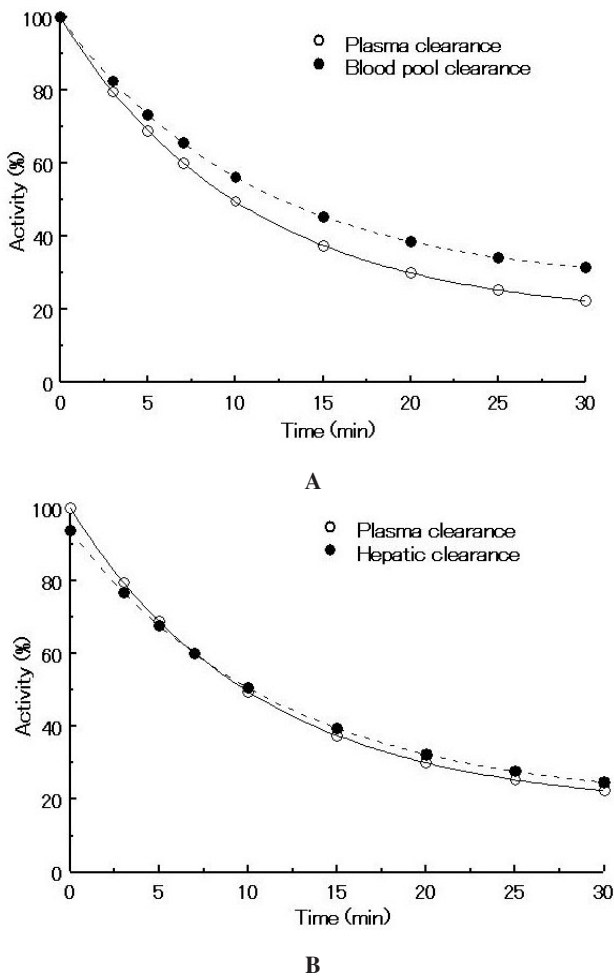 100
80
60
40
20
0
Activity (%)
Plasma clearance
Blood pool clearance
0 5 10 15 20 25 30
Time (min)
A
100
80
60
40
20
0
Activity (%)
Plasma clearance
Hepatic clearance
0 5 10 15 20 25 30
Time (min)
B